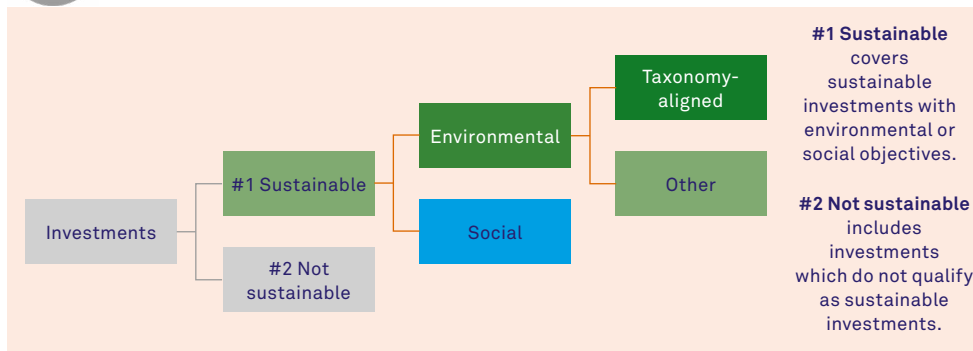 Investments
#1 Sustainable
#2 Not
sustainable
Environmental
Social
Taxonomy-
aligned
Other
#1 Sustainable
covers
sustainable
investments with
environmental or
social objectives.
#2 Not sustainable
includes
investments
which do not qualify
as sustainable
investments.